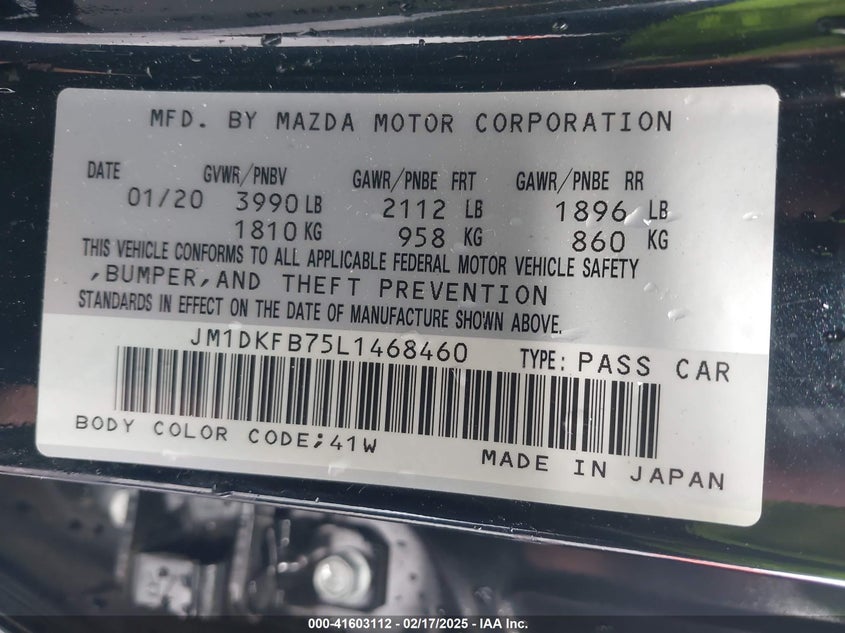 MFD. BY MAZDA MOTOR CORPORATION
DATE GVWR/PNBV GAWR/PNBE FRT GAWR/PNBE RR
01/20 3990 LB 2112 LB 1896 LB
1810 KG 958 KG 860 KG
THIS VEHICLE CONFORMS TO ALL APPLICABLE FEDERAL MOTOR VEHICLE SAFETY
,BUMPER,AND THEFT PREVENTION
STANDARDS IN EFFECT ON THE DATE OF MANUFACTURE SHOWN ABOVE.
JM1DKFB75L1468460 TYPE: PASS CAR
BODY COLOR CODE;41W
MADE IN JAPAN
000-41603112 - 02/17/2025 - IAA Inc.